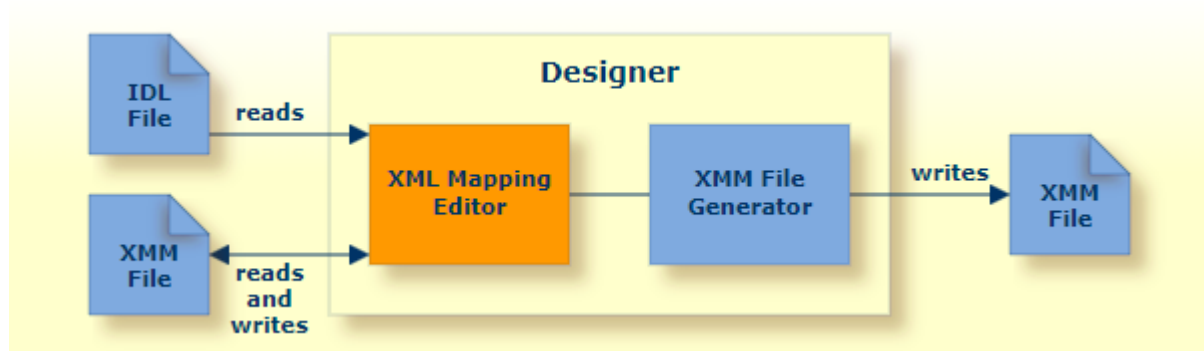 Designer
IDL
File
reads
XML Mapping
Editor
XMM File
Generator
writes
XMM
File
XMM
File
reads
and
writes